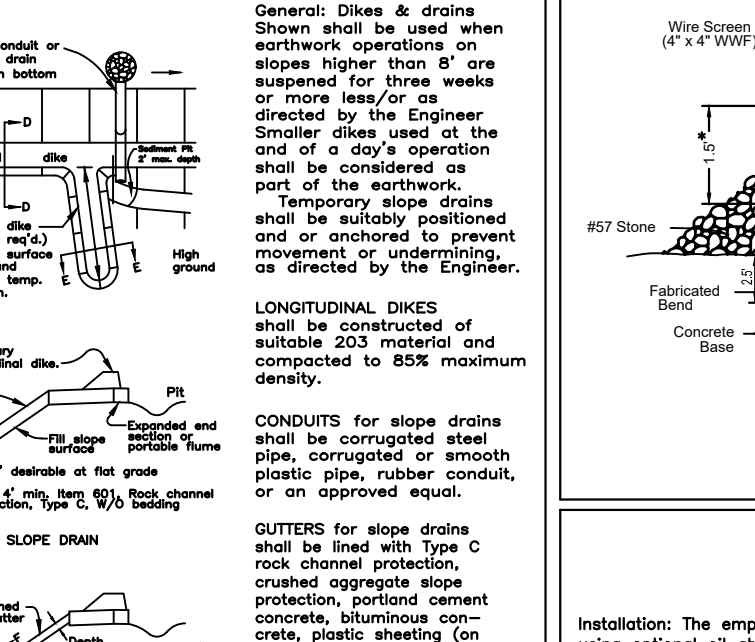 onduit or
drain
bottom
D
dike
Sediment Pit
2' max. depth
D
dike
req'd.)
surface
temp.
E
E
High
ground
inal dike.
Pit
Expanded end
section or
portable flume
Fill slope
surface
' desirable at flat grade
4' min. Item 601, Rock channel
ction, Type C, W/O bedding
SLOPE DRAIN
Depth
General: Dikes & drains
Shown shall be used when
earthwork operations on
slopes higher than 8' are
suspended for three weeks
or more less/or as
directed by the Engineer
Smaller dikes used at the
and of a day's operation
shall be considered as
part of the earthwork.
Temporary slope drains
shall be suitably positioned
and or anchored to prevent
movement or undermining,
as directed by the Engineer.
LONGITUDINAL DIKES
shall be constructed of
suitable 203 material and
compacted to 85% maximum
density.
CONDUITS for slope drains
shall be corrugated steel
pipe, corrugated or smooth
plastic pipe, rubber conduit,
or an approved equal.
GUTTERS for slope drains
shall be lined with Type C
rock channel protection,
crushed aggregate slope
protection, portland cement
concrete, bituminous con-
crete, plastic sheeting (on
Wire Screen
(4" x 4" WWF)
1.5'*
#57 Stone
2.5'
Fabricated
Bend
Concrete
Base
Installation: The emp